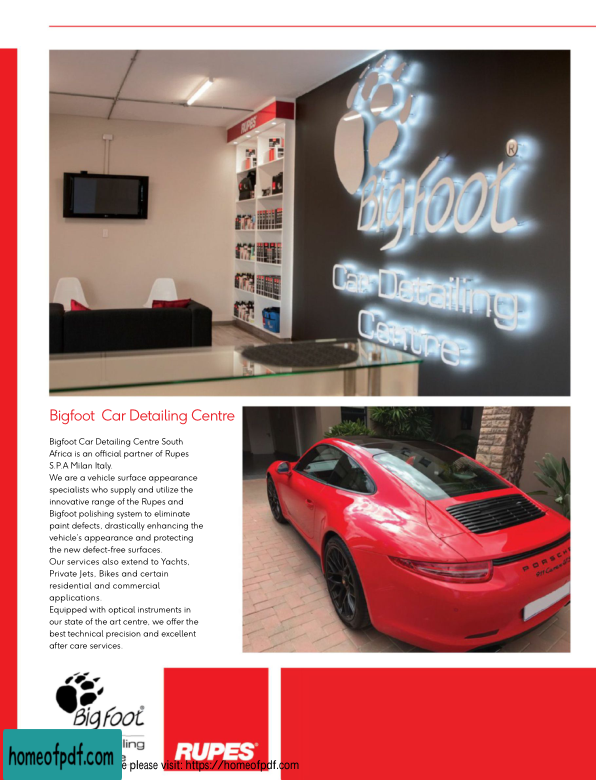 RUPES
Bigfoot
®
Car Detailing
Centre
Bigfoot Car Detailing Centre
Bigfoot Car Detailing Centre South
Africa is an official partner of Rupes
S.P.A Milan Italy.
We are a vehicle surface appearance
specialists who supply and utilize the
innovative range of the Rupes and
Bigfoot polishing system to eliminate
paint defects, drastically enhancing the
vehicle's appearance and protecting
the new defect-free surfaces.
Our services also extend to Yachts,
Private Jets, Bikes and certain
residential and commercial
applications.
Equipped with optical instruments in
our state of the art centre, we offer the
best technical precision and excellent
after care services.
PORSCHE
BigFoot
ling
RUPES
homeofpdf.com
e please visit: https://homeofpdf.com